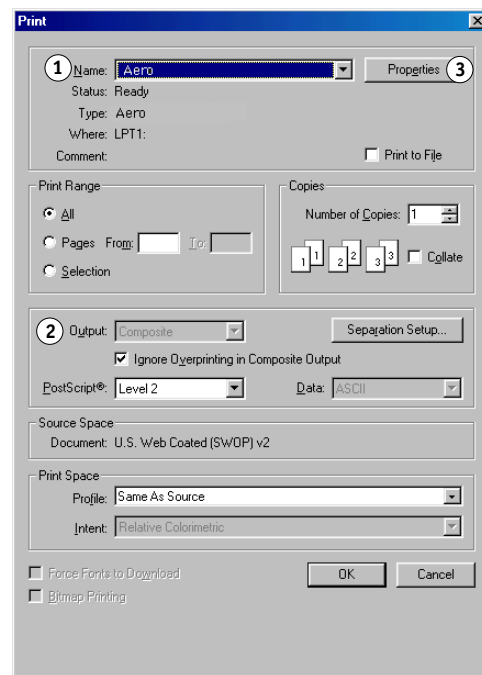 Print
1 Name: Aero Properties 3
Status: Ready
Type: Aero
Where: LPT1:
Comment: Print to File
Print Range
All
Pages From: To:
Selection
Copies
Number of Copies: 1
1 1 2 2 3 3 Collate
2 Output: Composite Separation Setup...
Ignore Overprinting in Composite Output
PostScript®: Level 2 Data: ASCII
Source Space
Document: U.S. Web Coated (SWOP) v2
Print Space
Profile: Same As Source
Intent: Relative Colorimetric
Force Fonts to Download
Bitmap Printing
OK Cancel